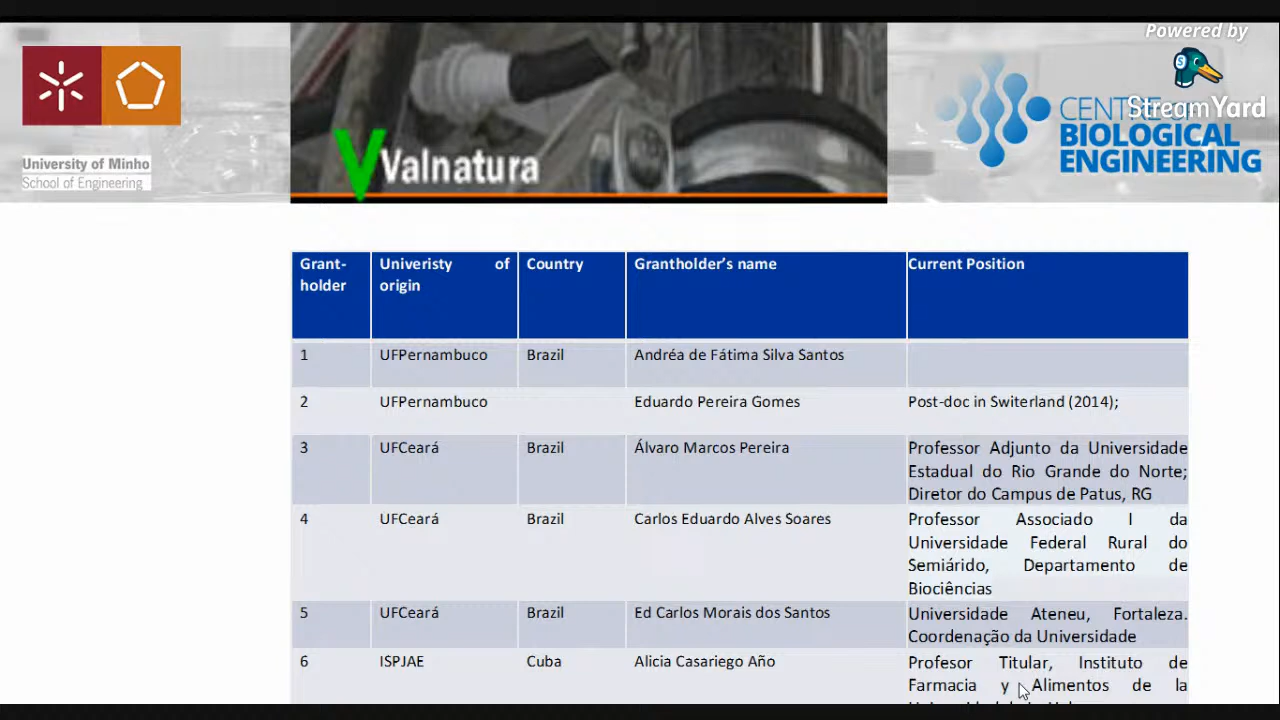 Powered by
StreamYard
University of Minho
School of Engineering
Valnatura
CENTRE OF
BIOLOGICAL
ENGINEERING
Grant-holder Univeristy of origin Country Grantholder's name Current Position
1 UFPernambuco Brazil Andréa de Fátima Silva Santos
2 UFPernambuco Eduardo Pereira Gomes Post-doc in Switerland (2014);
3 UFCeará Brazil Álvaro Marcos Pereira Professor Adjunto da Universidade
Estadual do Rio Grande do Norte;
Diretor do Campus de Patus, RG
4 UFCeará Brazil Carlos Eduardo Alves Soares Professor Associado I da
Universidade Federal Rural do
Semiárido, Departamento de
Biociências
5 UFCeará Brazil Ed Carlos Morais dos Santos Universidade Ateneu, Fortaleza.
Coordenação da Universidade
6 ISPJAE Cuba Alicia Casariego Año Profesor Titular, Instituto de
Farmacia y Alimentos de la